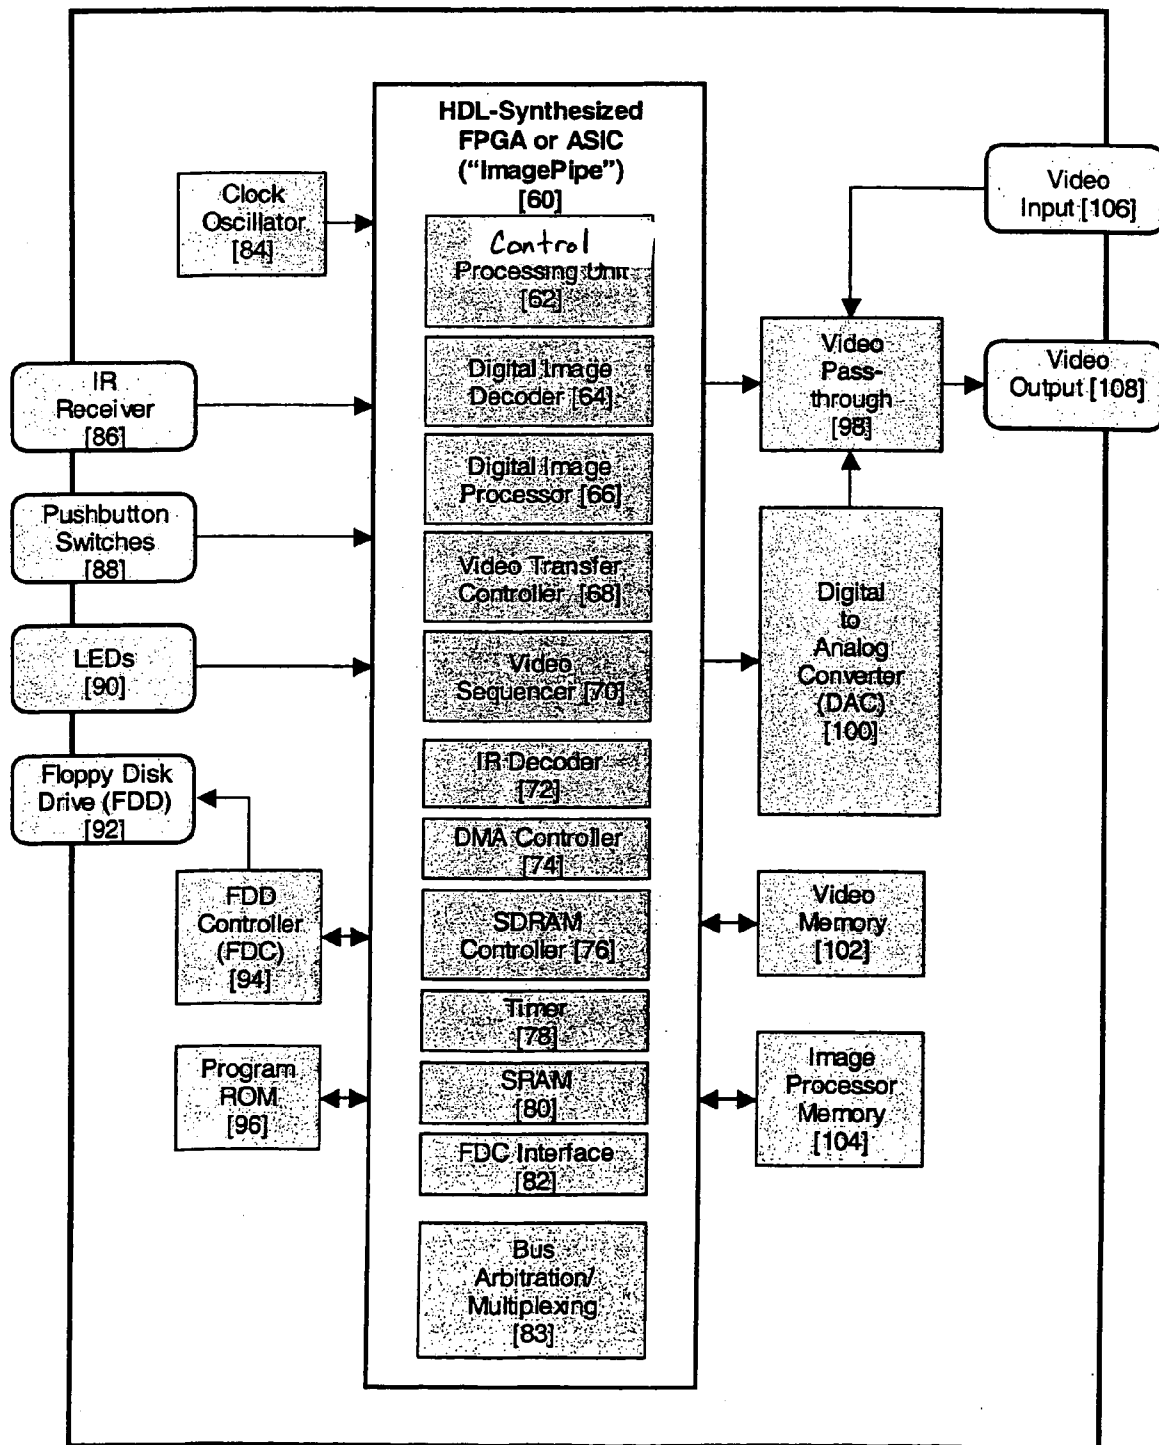 HDL-Synthesized
FPGA or ASIC
(“ImagePipe”)
[60]
Control
Processing Unit
[62]
Digital Image
Decoder [64]
Digital Image
Processor [66]
Video Transfer
Controller [68]
Video
Sequencer [70]
IR Decoder
[72]
DMA Controller
[74]
SDRAM
Controller [76]
Timer
[78]
SRAM
[80]
FDC Interface
[82]
Bus
Arbitration/
Multiplexing
[83]
Clock
Oscillator
[84]
IR
Receiver
[86]
Pushbutton
Switches
[88]
LEDs
[90]
Floppy Disk
Drive (FDD)
[92]
FDD
Controller
(FDC)
[94]
Program
ROM
[96]
Video
Input [106]
Video
Pass-
through
[98]
Video
Output [108]
Digital
to
Analog
Converter
(DAC)
[100]
Video
Memory
[102]
Image
Processor
Memory
[104]